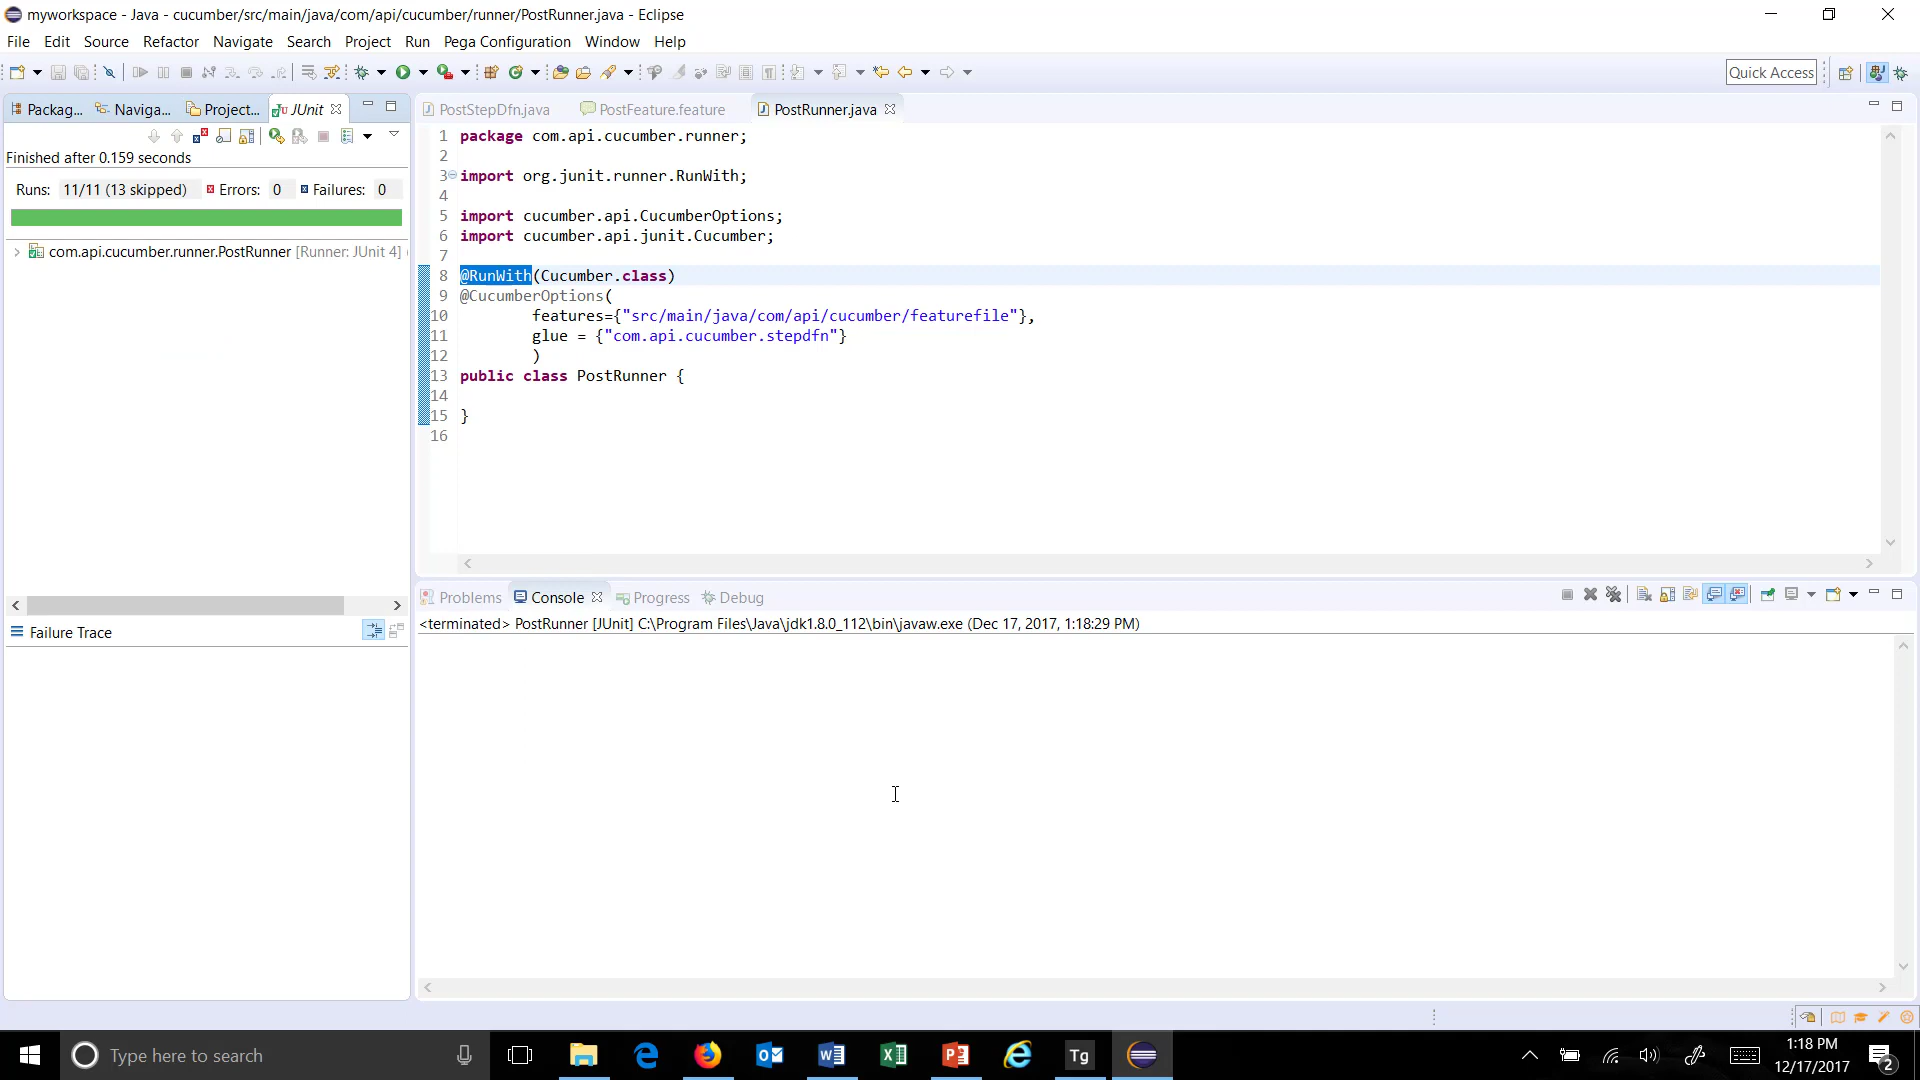 myworkspace - Java - cucumber/src/main/java/com/api/cucumber/runner/PostRunner.java - Eclipse
File Edit Source Refactor Navigate Search Project Run Pega Configuration Window Help
Quick Access
Packag... Naviga... Project... JUnit
PostStepDfn.java PostFeature.feature PostRunner.java
Finished after 0.159 seconds
Runs: 11/11 (13 skipped) Errors: 0 Failures: 0
com.api.cucumber.runner.PostRunner [Runner: JUnit 4]
1 package com.api.cucumber.runner;
2
3 import org.junit.runner.RunWith;
4
5 import cucumber.api.CucumberOptions;
6 import cucumber.api.junit.Cucumber;
7
8 @RunWith(Cucumber.class)
9 @CucumberOptions(
10 features={"src/main/java/com/api/cucumber/featurefile"},
11 glue = {"com.api.cucumber.stepdfn"}
12 )
13 public class PostRunner {
14
15 }
16
Failure Trace
Problems Console Progress Debug
<terminated> PostRunner [JUnit] C:\Program Files\Java\jdk1.8.0_112\bin\javaw.exe (Dec 17, 2017, 1:18:29 PM)
Type here to search
Tg
1:18 PM
12/17/2017
2